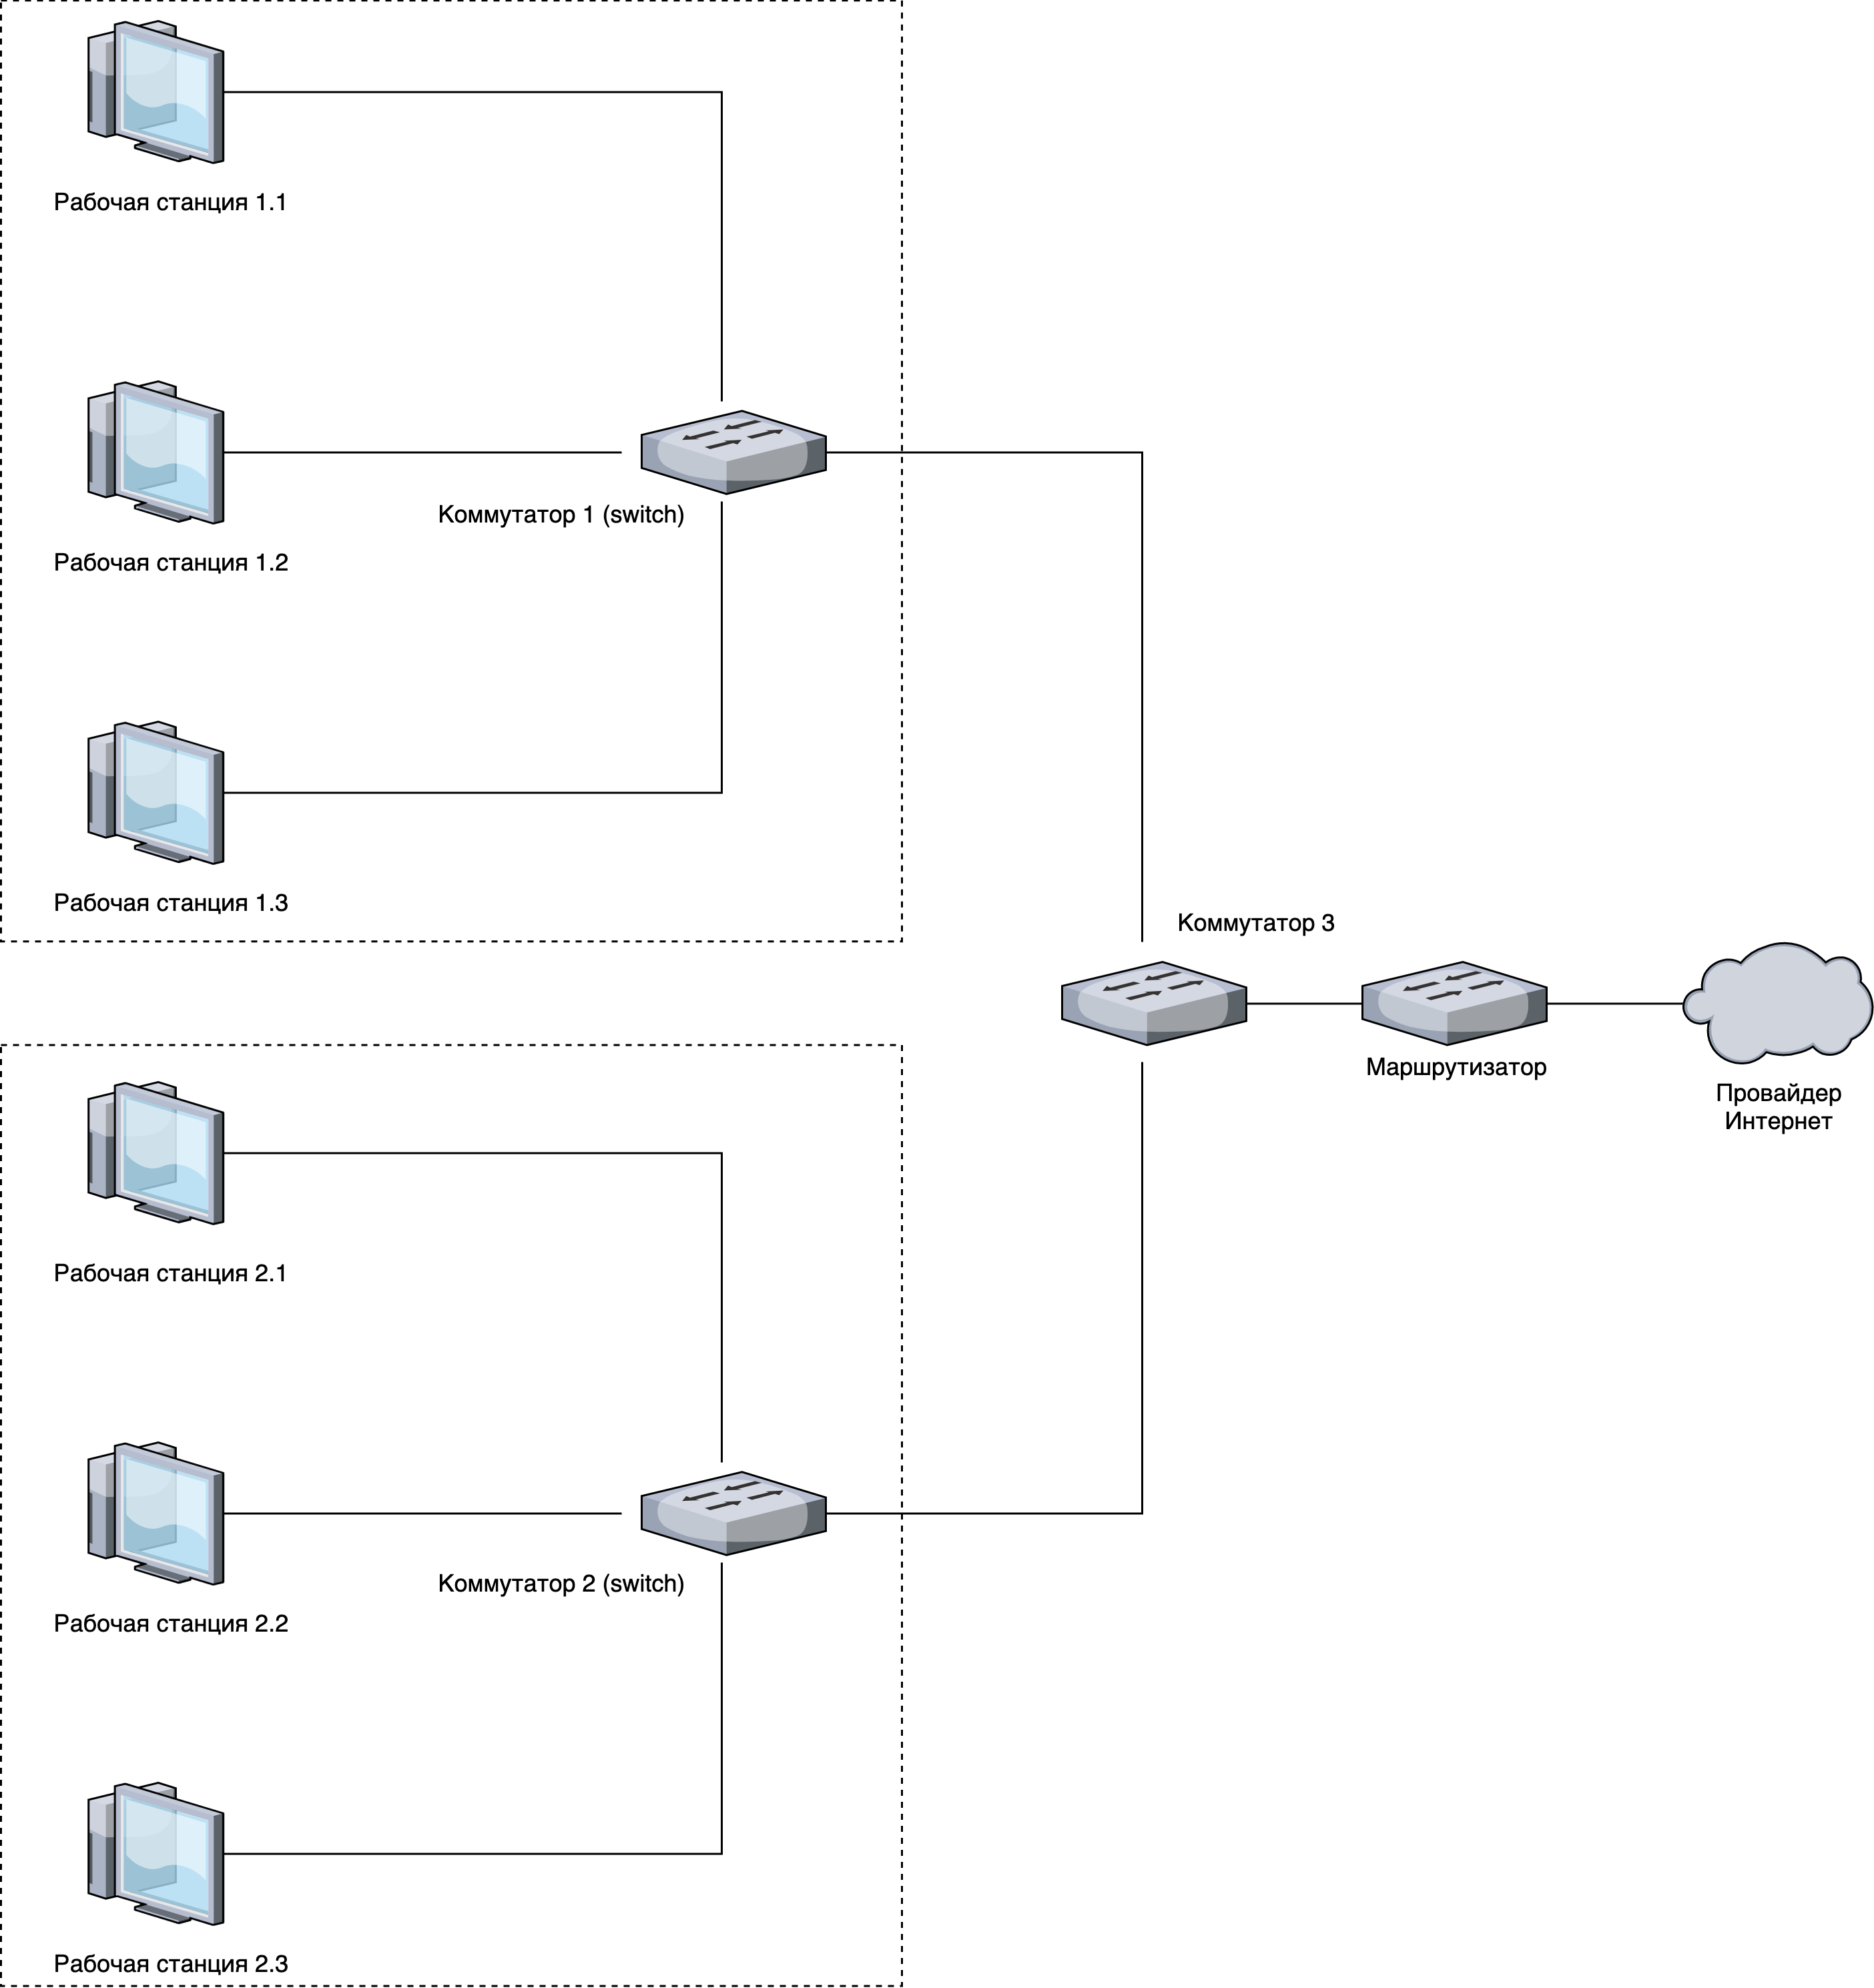 Рабочая станция 1.1
Рабочая станция 1.2
Коммутатор 1 (switch)
Рабочая станция 1.3
Коммутатор 3
Маршрутизатор
Провайдер
Интернет
Рабочая станция 2.1
Рабочая станция 2.2
Коммутатор 2 (switch)
Рабочая станция 2.3